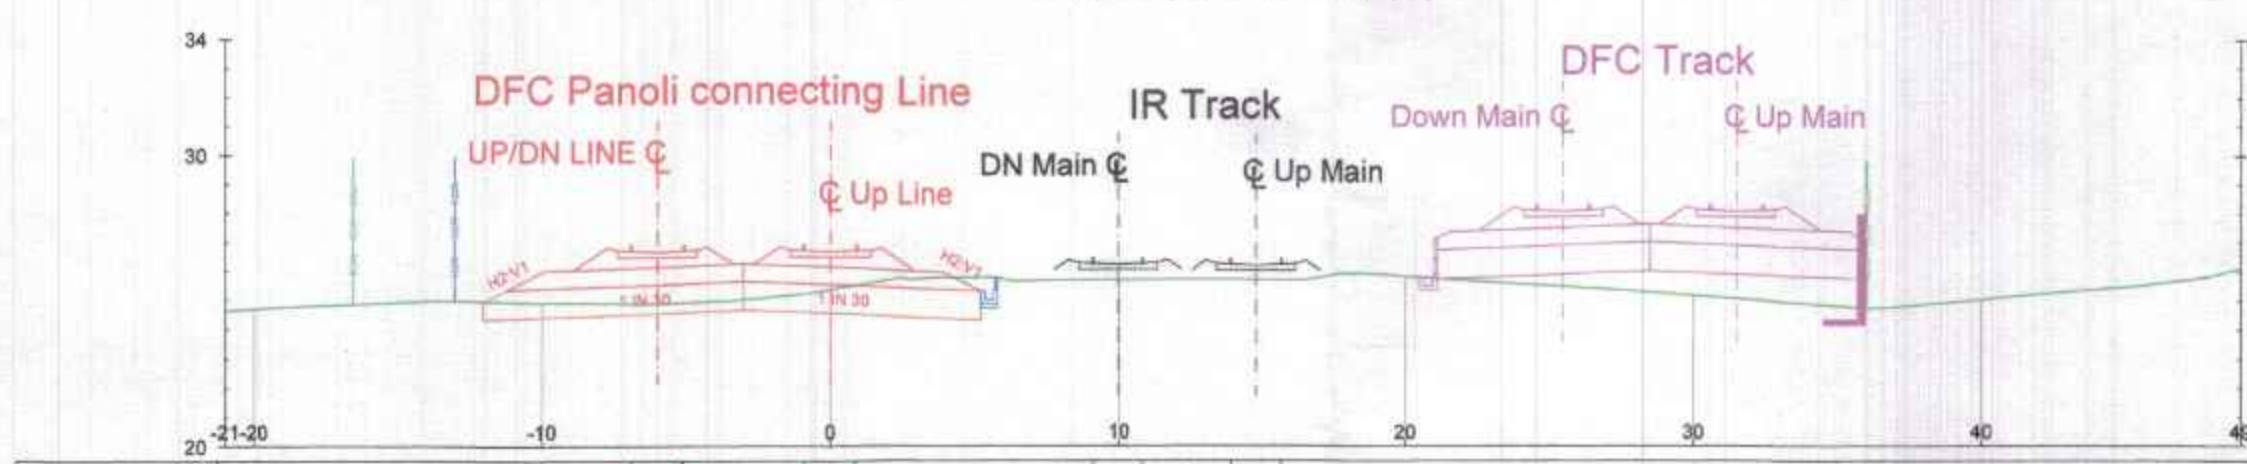 34
DFC Track
DFC Panoli connecting Line
IR Track
Down Main ℄
℄ Up Main
30
UP/DN LINE ℄
DN Main ℄
℄ Up Main
℄ Up Line
H2:V1
H2:V1
1 IN 30
1 IN 30
20
-21-20
-10
0
10
20
30
40